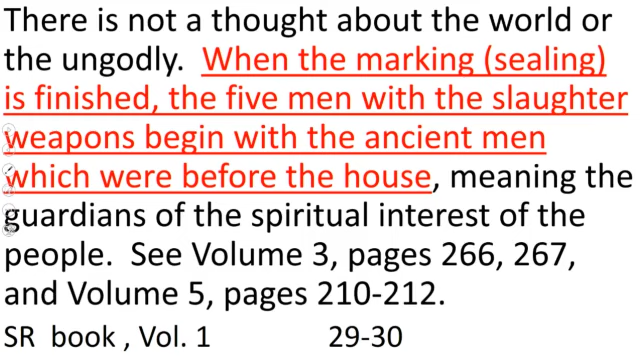 There is not a thought about the world or
the ungodly.  When the marking (sealing)
is finished, the five men with the slaughter
weapons begin with the ancient men
which were before the house, meaning the
guardians of the spiritual interest of the
people.  See Volume 3, pages 266, 267,
and Volume 5, pages 210-212.
SR  book , Vol. 1 29-30